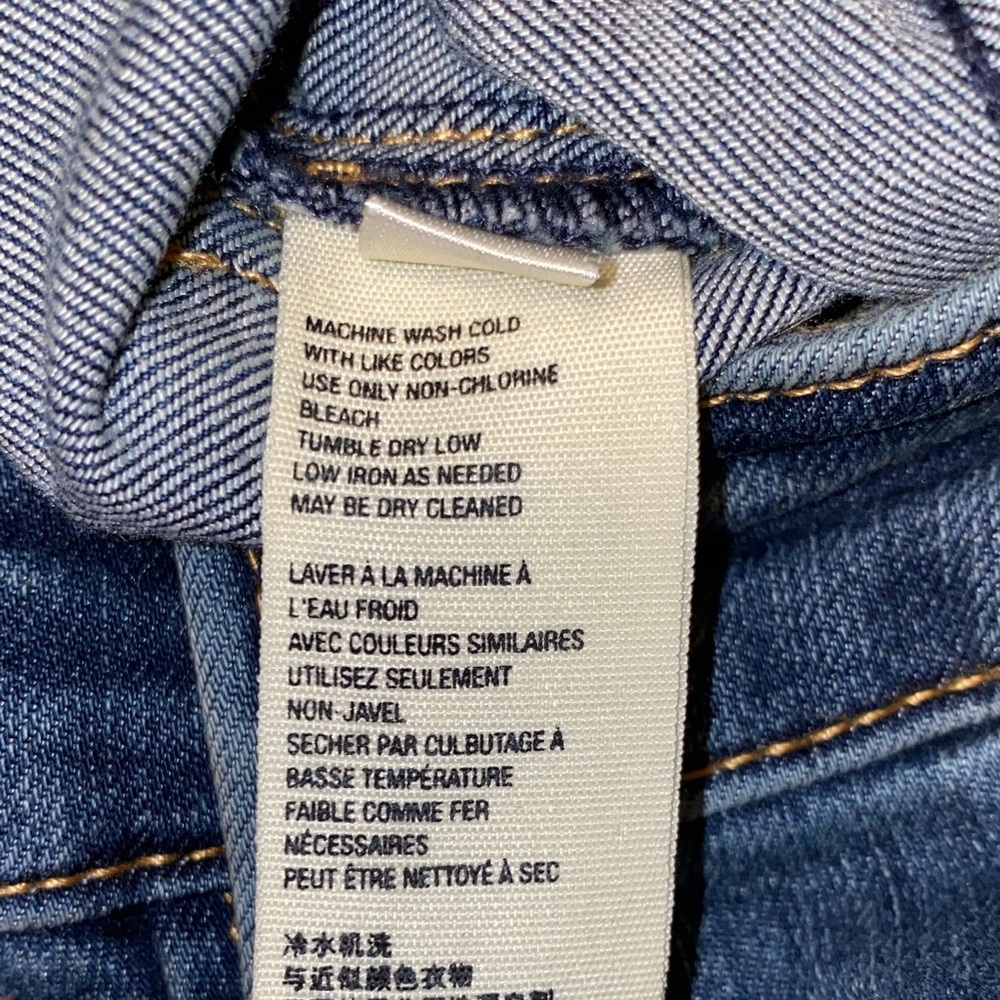 MACHINE WASH COLD
WITH LIKE COLORS
USE ONLY NON-CHLORINE
BLEACH
TUMBLE DRY LOW
LOW IRON AS NEEDED
MAY BE DRY CLEANED
LAVER À LA MACHINE À
L'EAU FROID
AVEC COULEURS SIMILAIRES
UTILISEZ SEULEMENT
NON-JAVEL
SECHER PAR CULBUTAGE À
BASSE TEMPÉRATURE
FAIBLE COMME FER
NÉCESSAIRES
PEUT ÊTRE NETTOYÉ À SEC
冷水机洗
与近似颜色衣物